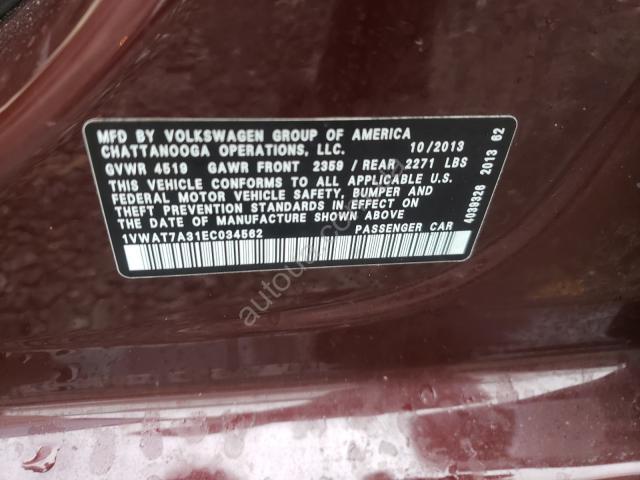 MFD BY VOLKSWAGEN GROUP OF AMERICA
CHATTANOOGA OPERATIONS, LLC. 10/2013
GVWR 4519 GAWR FRONT 2359 / REAR 2271 LBS
THIS VEHICLE CONFORMS TO ALL APPLICABLE U.S.
FEDERAL MOTOR VEHICLE SAFETY, BUMPER AND
THEFT PREVENTION STANDARDS IN EFFECT ON
THE DATE OF MANUFACTURE SHOWN ABOVE
1VWAT7A31EC034562 PASSENGER CAR
4039326 2013 62